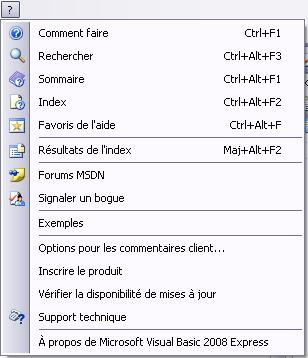 ?
Comment faire Ctrl+F1
Rechercher Ctrl+Alt+F3
Sommaire Ctrl+Alt+F1
Index Ctrl+Alt+F2
Favoris de l'aide Ctrl+Alt+F
Résultats de l'index Maj+Alt+F2
Forums MSDN
Signaler un bogue
Exemples
Options pour les commentaires client...
Inscrire le produit
Vérifier la disponibilité de mises à jour
Support technique
À propos de Microsoft Visual Basic 2008 Express